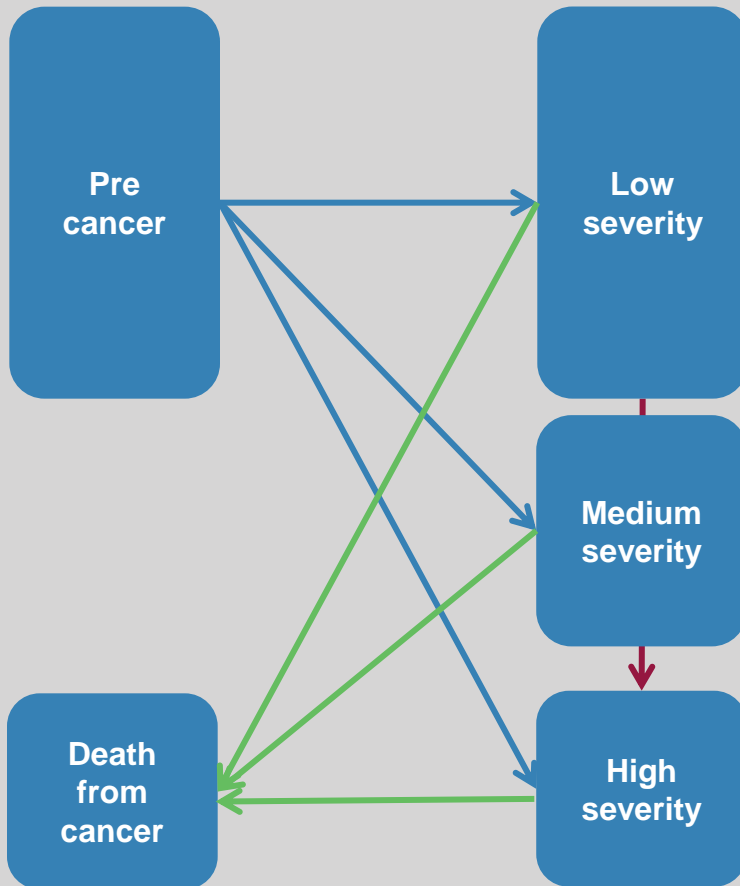 Pre
cancer
Low
severity
Medium
severity
Death
from
cancer
High
severity